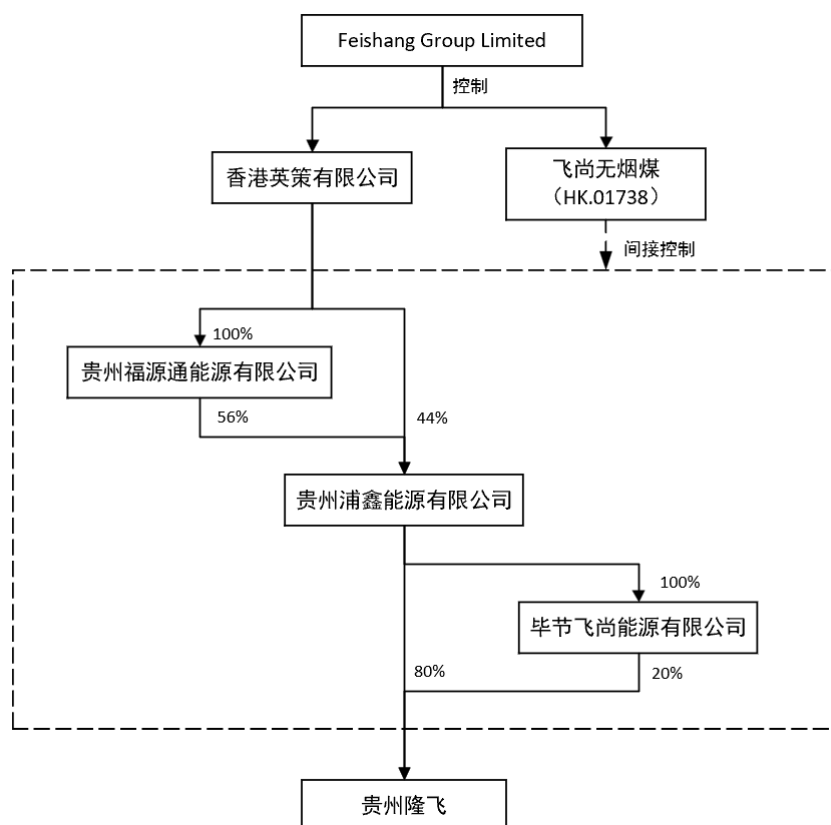 Feishang Group Limited
控制
香港英策有限公司
飞尚无烟煤
（HK.01738）
间接控制
100%
贵州福源通能源有限公司
56%
44%
贵州浦鑫能源有限公司
100%
毕节飞尚能源有限公司
80%
20%
贵州隆飞